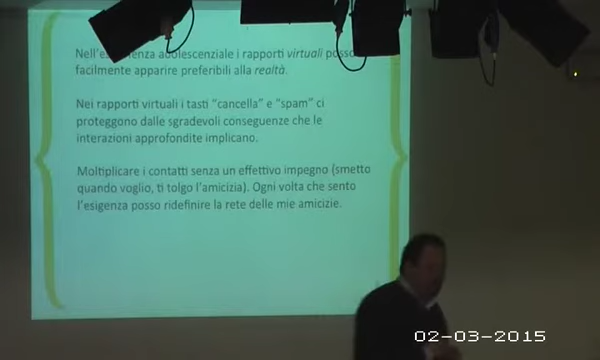 Nell'es enza adolescenziale i rapporti virtuali posso
facilmente apparire preferibili alla realtà.
Nei rapporti virtuali i tasti “cancella” e “spam” ci
proteggono dalle sgradevoli conseguenze che le
interazioni approfondite implicano.
Moltiplicare i contatti senza un effettivo impegno (smetto
quando voglio, ti tolgo l'amicizia). Ogni volta che sento
l'esigenza posso ridefinire la rete delle mie amicizie.
02-03-2015